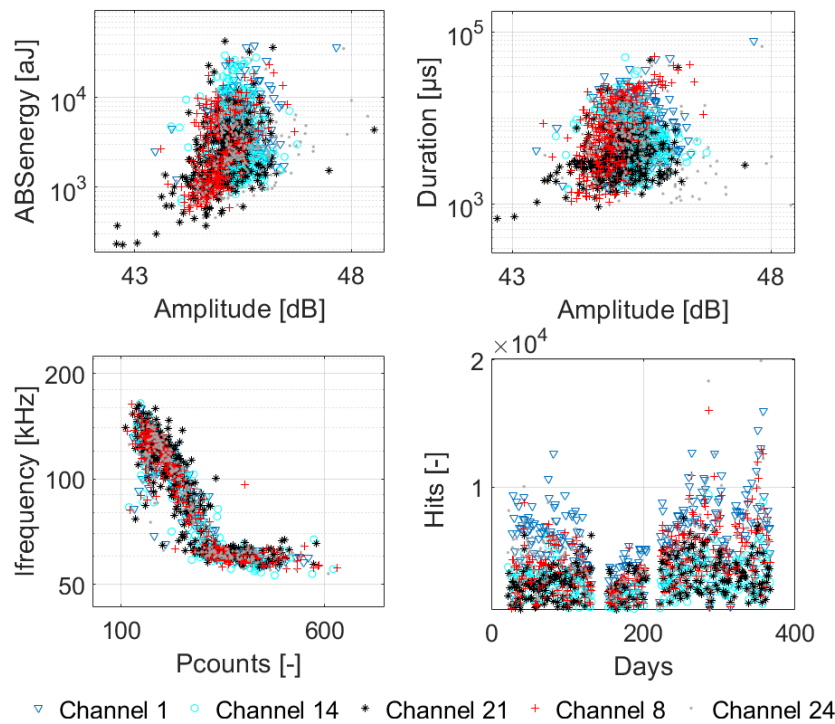 ABSenergy [aJ]
10^4
10^3
43
48
Amplitude [dB]
Duration [µs]
10^5
10^3
43
48
Amplitude [dB]
Ifrequency [kHz]
200
100
50
100
600
Pcounts [-]
Hits [-]
×10^4
2
1
0
200
400
Days
Channel 1 Channel 14 Channel 21 Channel 8 Channel 24